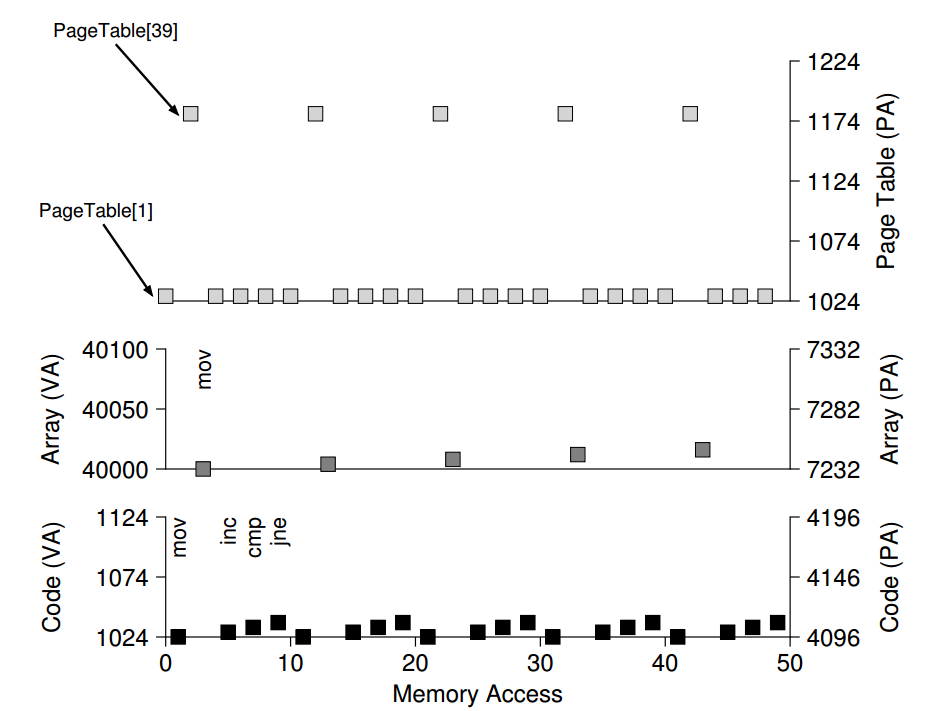 PageTable[39]
1224
1174
1124
1074
1024
Page Table (PA)
PageTable[1]
40100
40050
40000
Array (VA)
mov
7332
7282
7232
Array (PA)
1124
1074
1024
Code (VA)
mov
inc
cmp
jne
4196
4146
4096
Code (PA)
0 10 20 30 40 50
Memory Access